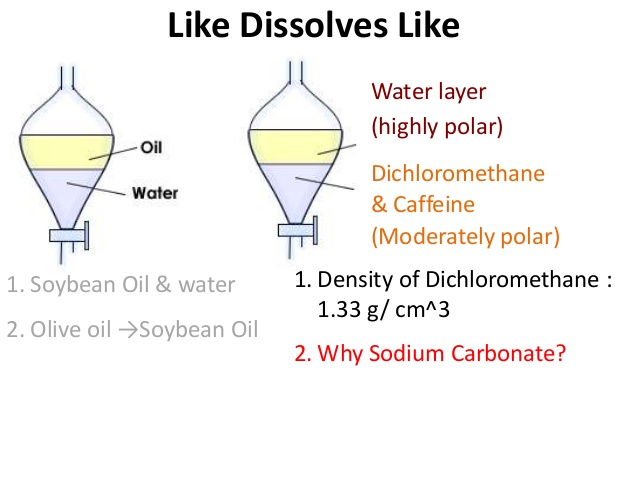 Like Dissolves Like
Oil
Water
Water layer
(highly polar)
Dichloromethane
& Caffeine
(Moderately polar)
1. Soybean Oil & water
2. Olive oil →Soybean Oil
1. Density of Dichloromethane :
1.33 g/ cm^3
2. Why Sodium Carbonate?